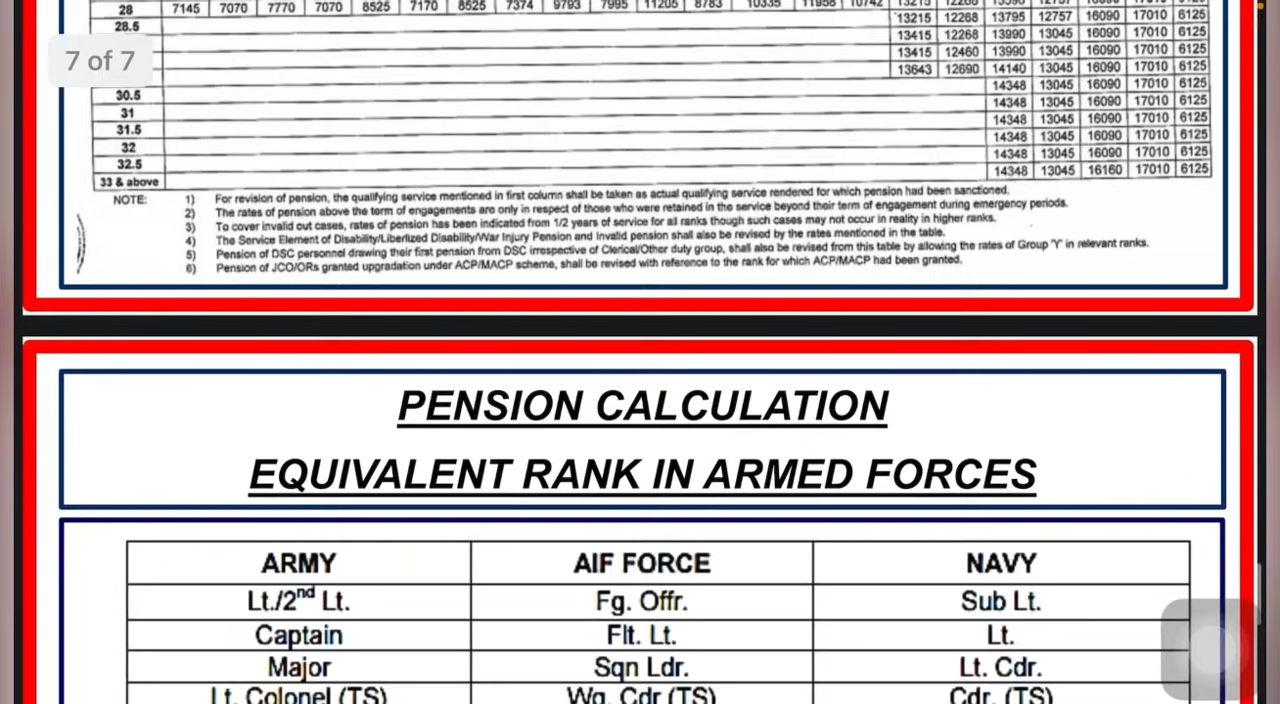 28 7145 7070 7770 7070 8525 7170 8525 7374 9793 7995 11205 8783 10335 11958 10742
28.5 13215 12268 13795 12757 16090 17010 6125
7 of 7 13415 12268 13990 13045 16090 17010 6125
13415 12460 13990 13045 16090 17010 6125
13643 12690 14140 13045 16090 17010 6125
30.5 14348 13045 16090 17010 6125
31 14348 13045 16090 17010 6125
31.5 14348 13045 16090 17010 6125
32 14348 13045 16090 17010 6125
32.5 14348 13045 16090 17010 6125
33 & above 14348 13045 16160 17010 6125
NOTE: 1) For revision of pension, the qualifying service mentioned in first column shall be taken as actual qualifying service rendered for which pension had been sanctioned.
2) The rates of pension above the term of engagements are only in respect of those who were retained in the service beyond their term of engagement during emergency periods.
3) To cover invalid out cases, rates of pension has been indicated from 1/2 years of service for all ranks though such cases may not occur in reality in higher ranks.
4) The Service Element of Disability/Liberlized Disability/War Injury Pension and Invalid pension shall also be revised by the rates mentioned in the table.
5) Pension of DSC personnel drawing their first pension from DSC irrespective of Clerical/Other duty group, shall also be revised from this table by allowing the rates of Group 'Y' in relevant ranks.
6) Pension of JCO/ORs granted upgradation under ACP/MACP scheme, shall be revised with reference to the rank for which ACP/MACP had been granted.
PENSION CALCULATION
EQUIVALENT RANK IN ARMED FORCES
ARMY AIF FORCE NAVY
Lt./2nd Lt. Fg. Offr. Sub Lt.
Captain Flt. Lt. Lt.
Major Sqn Ldr. Lt. Cdr.
Lt. Colonel (TS) Wg. Cdr (TS) Cdr. (TS)